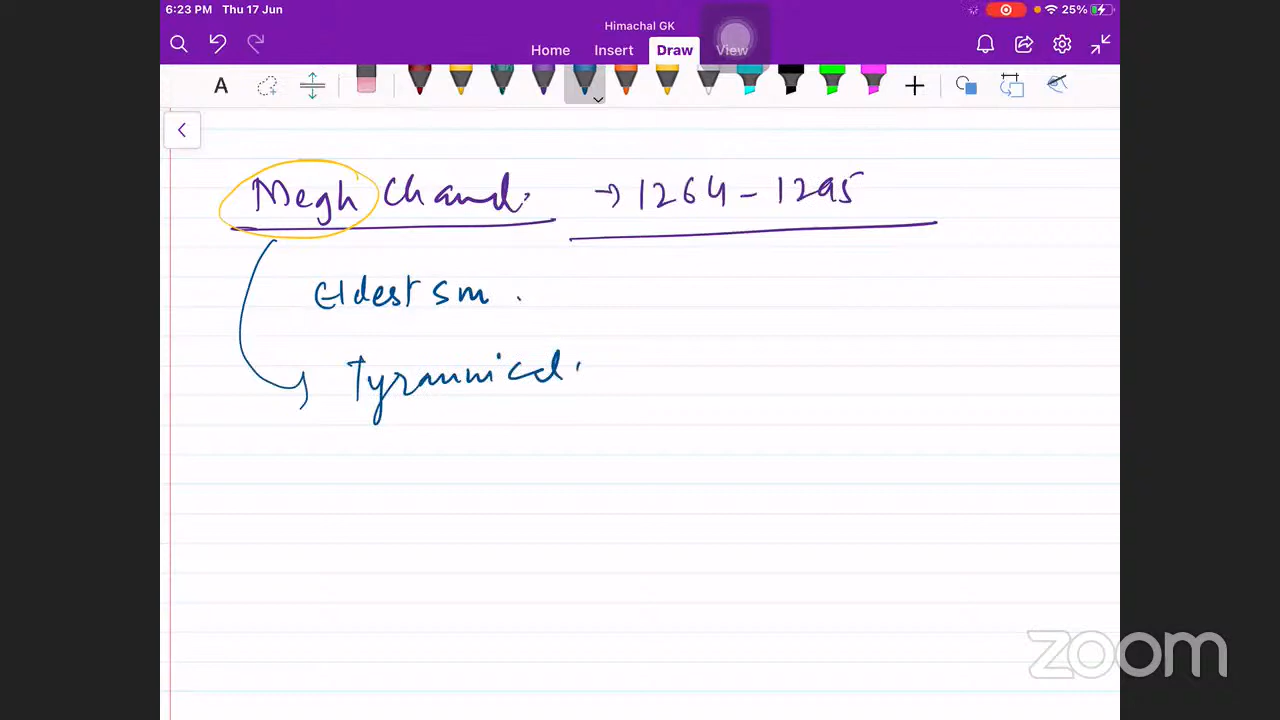 6:23 PM Thu 17 Jun
25%
Himachal GK
Home Insert Draw View
A
Megh Chand. → 1264 - 1295
Eldest son.
Tyrannical.
zoom